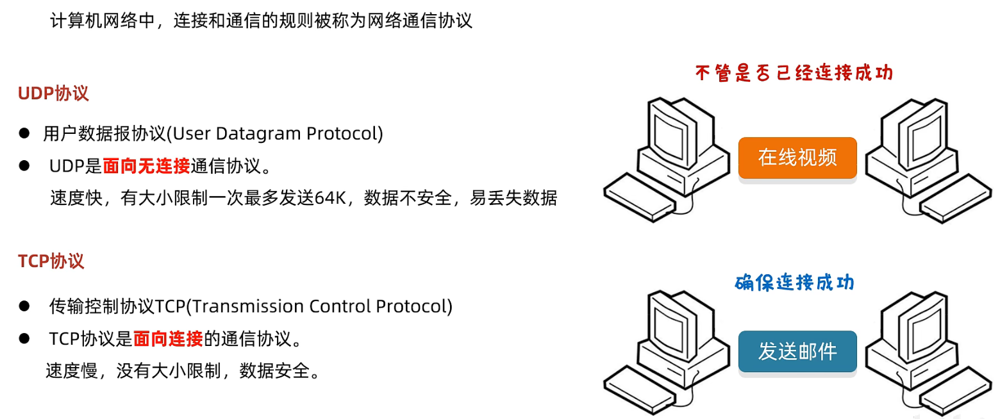 计算机网络中，连接和通信的规则被称为网络通信协议
UDP协议
● 用户数据报协议(User Datagram Protocol)
● UDP是面向无连接通信协议。
速度快，有大小限制一次最多发送64K，数据不安全，易丢失数据
不管是否已经连接成功
在线视频
TCP协议
● 传输控制协议TCP(Transmission Control Protocol)
● TCP协议是面向连接的通信协议。
速度慢，没有大小限制，数据安全。
确保连接成功
发送邮件